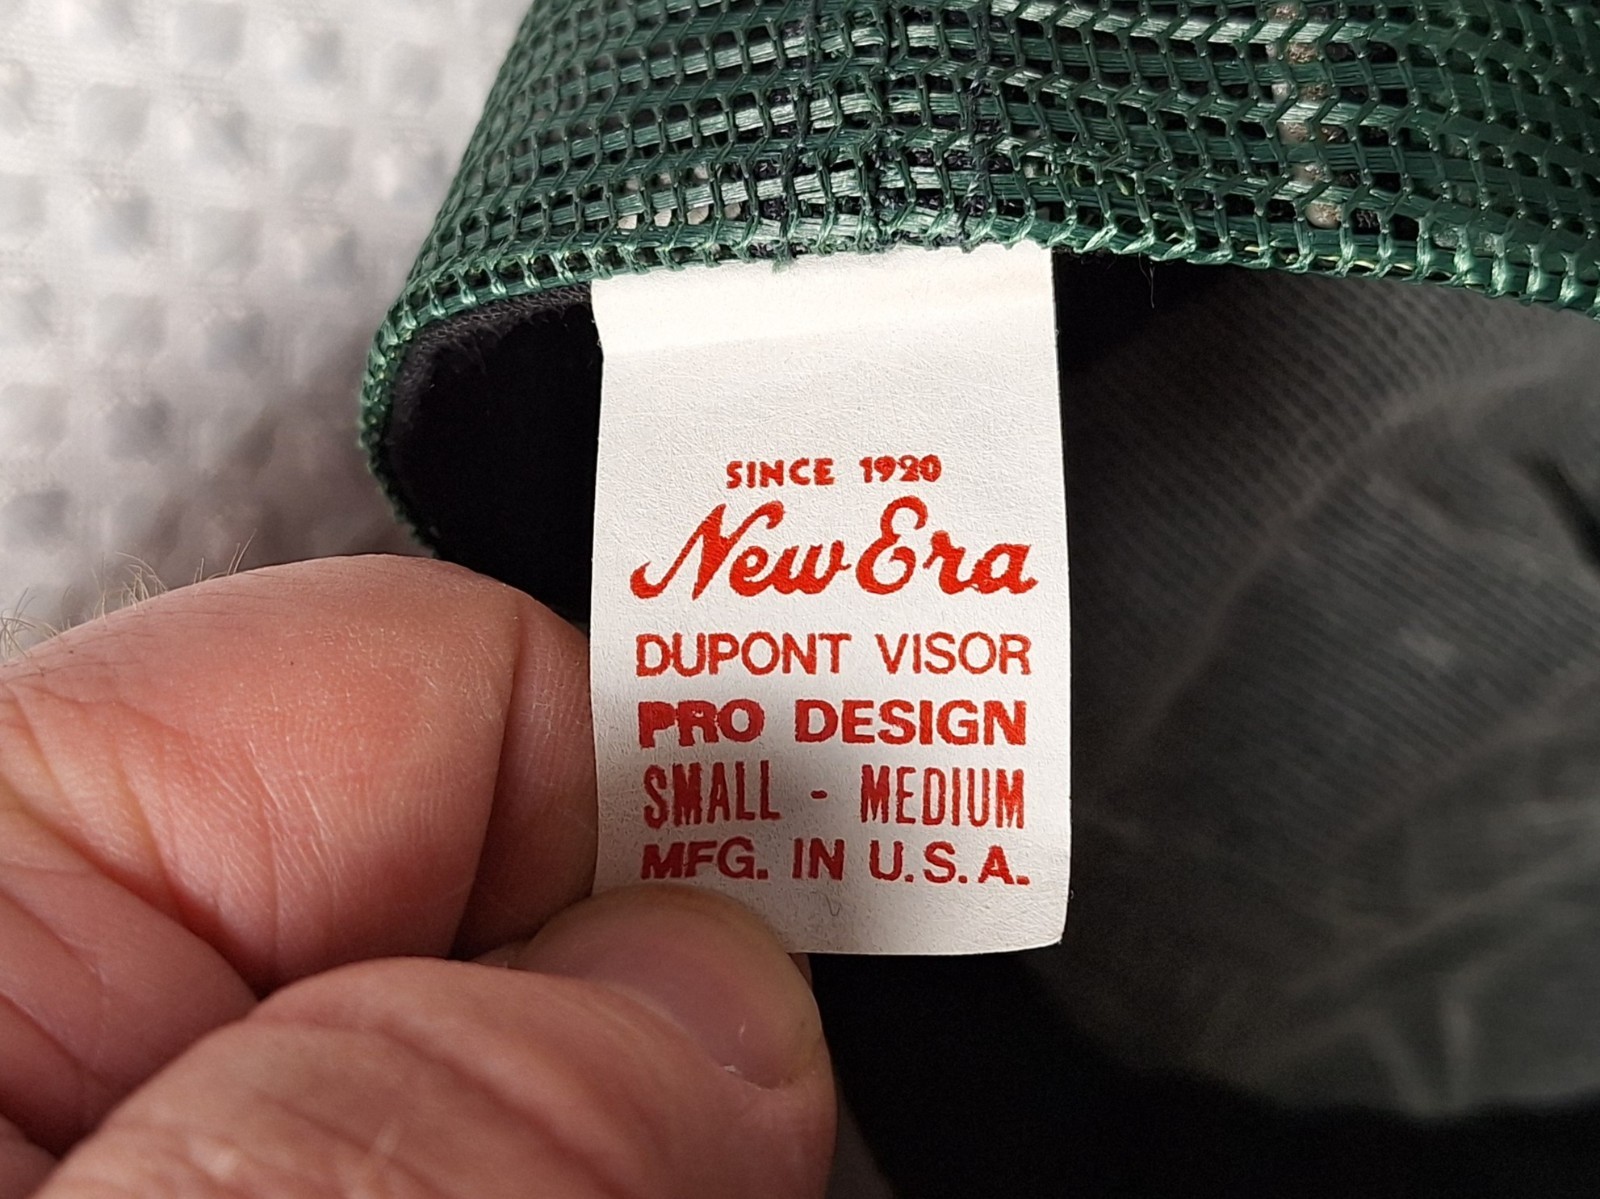 SINCE 1920
New Era
DUPONT VISOR
PRO DESIGN
SMALL - MEDIUM
MFG. IN U.S.A.